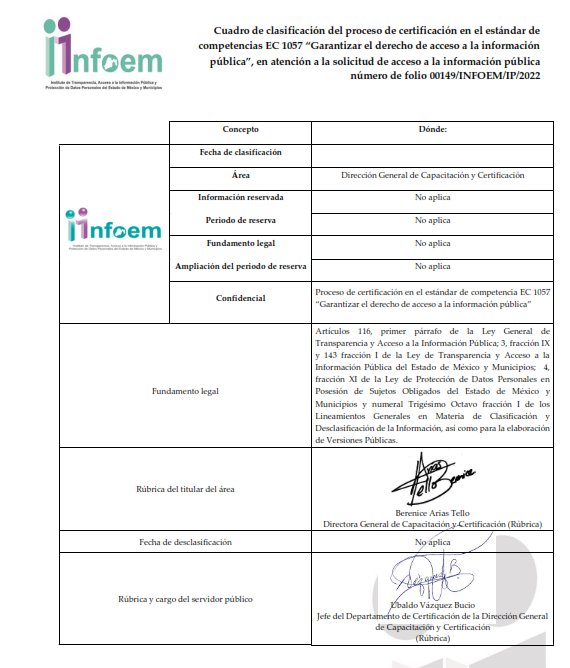 infoem
Instituto de Transparencia, Acceso a la Información Pública y
Protección de Datos Personales del Estado de México y Municipios
Cuadro de clasificación del proceso de certificación en el estándar de
competencias EC 1057 “Garantizar el derecho de acceso a la información
pública”, en atención a la solicitud de acceso a la información pública
número de folio 00149/INFOEM/IP/2022
Concepto Dónde:
Fecha de clasificación
Área Dirección General de Capacitación y Certificación
Información reservada No aplica
Periodo de reserva No aplica
infoem
Instituto de Transparencia, Acceso a la Información Pública y
Protección de Datos Personales del Estado de México y Municipios
Fundamento legal No aplica
Ampliación del periodo de reserva No aplica
Confidencial
Proceso de certificación en el estándar de competencia EC 1057
“Garantizar el derecho de acceso a la información pública”
Fundamento legal
Artículos 116, primer párrafo de la Ley General de
Transparencia y Acceso a la Información Pública; 3, fracción IX
y 143 fracción I de la Ley de Transparencia y Acceso a la
Información Pública del Estado de México y Municipios; 4,
fracción XI de la Ley de Protección de Datos Personales en
Posesión de Sujetos Obligados del Estado de México y
Municipios y numeral Trigésimo Octavo fracción I de los
Lineamientos Generales en Materia de Clasificación y
Desclasificación de la Información, así como para la elaboración
de Versiones Públicas.
Rúbrica del titular del área
Arias
Tello
Berenice
Berenice Arias Tello
Directora General de Capacitación y Certificación (Rúbrica)
Fecha de desclasificación No aplica
Rúbrica y cargo del servidor público
Vázquez B.
Ubaldo Vázquez Bucio
Jefe del Departamento de Certificación de la Dirección General
de Capacitación y Certificación
(Rúbrica)